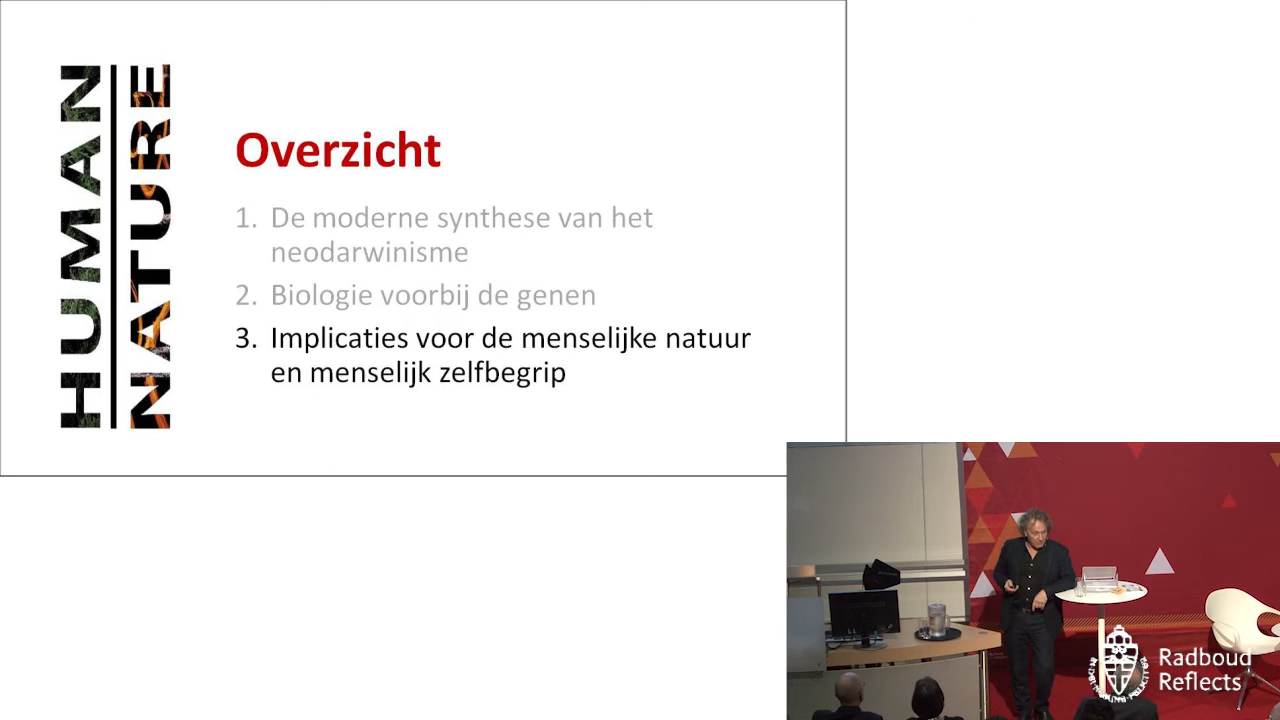 HUMAN
NATURE
Overzicht
1. De moderne synthese van het
neodarwinisme
2. Biologie voorbij de genen
3. Implicaties voor de menselijke natuur
en menselijk zelfbegrip
Radboud
Reflects